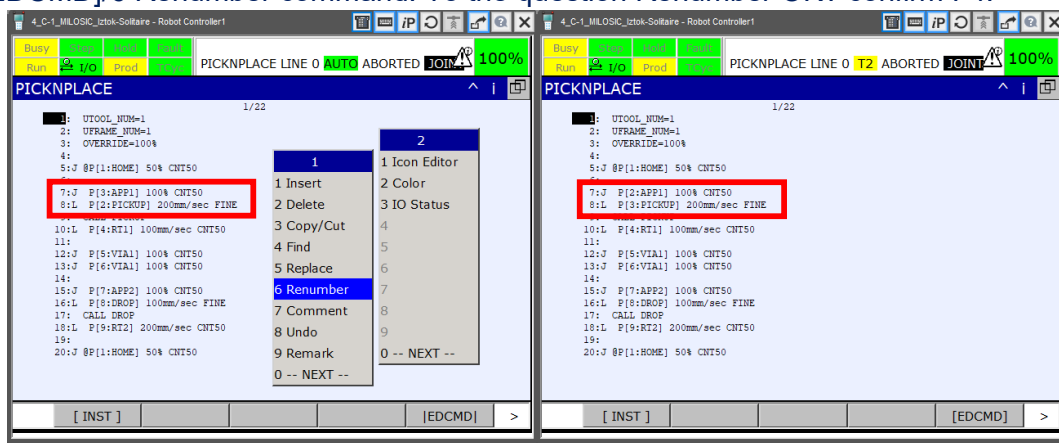 4_C-1_MILOSIC_Iztok-Solitaire - Robot Controller1
Busy Step Hold Fault
Run I/O Prod TCyc
PICKNPLACE LINE 0 AUTO ABORTED JOINT 100%
PICKNPLACE
1/22
1: UTOOL_NUM=1
2: UFRAME_NUM=1
3: OVERRIDE=100%
4:
5:J @P[1:HOME] 50% CNT50
7:J P[3:APP1] 100% CNT50
8:L P[2:PICKUP] 200mm/sec FINE
10:L P[4:RT1] 100mm/sec CNT50
11:
12:J P[5:VIA1] 100% CNT50
13:J P[6:VIA1] 100% CNT50
14:
15:J P[7:APP2] 100% CNT50
16:L P[8:DROP] 100mm/sec FINE
17: CALL DROP
18:L P[9:RT2] 200mm/sec CNT50
19:
20:J @P[1:HOME] 50% CNT50
1
1 Insert
2 Delete
3 Copy/Cut
4 Find
5 Replace
6 Renumber
7 Comment
8 Undo
9 Remark
0 -- NEXT --
2
1 Icon Editor
2 Color
3 IO Status
4
5
6
7
8
9
0 -- NEXT --
[ INST ] |EDCMD| >
4_C-1_MILOSIC_Iztok-Solitaire - Robot Controller1
Busy Step Hold Fault
Run I/O Prod TCyc
PICKNPLACE LINE 0 T2 ABORTED JOINT 100%
PICKNPLACE
1/22
1: UTOOL_NUM=1
2: UFRAME_NUM=1
3: OVERRIDE=100%
4:
5:J @P[1:HOME] 50% CNT50
7:J P[2:APP1] 100% CNT50
8:L P[3:PICKUP] 200mm/sec FINE
10:L P[4:RT1] 100mm/sec CNT50
11:
12:J P[5:VIA1] 100% CNT50
13:J P[6:VIA1] 100% CNT50
14:
15:J P[7:APP2] 100% CNT50
16:L P[8:DROP] 100mm/sec FINE
17: CALL DROP
18:L P[9:RT2] 200mm/sec CNT50
19:
20:J @P[1:HOME] 50% CNT50
[ INST ] [EDCMD] >